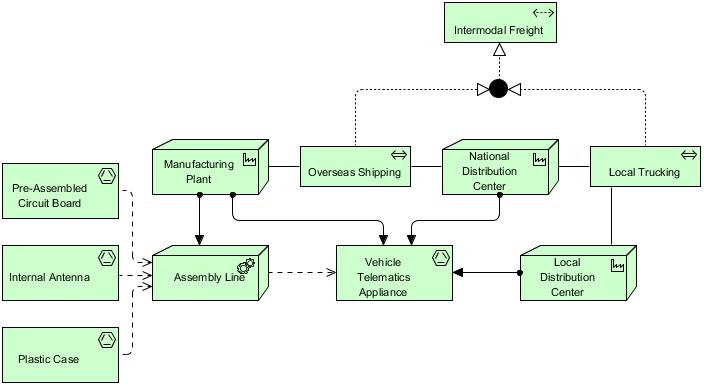 Intermodal Freight
Manufacturing
Plant
Overseas Shipping
National
Distribution
Center
Local Trucking
Pre-Assembled
Circuit Board
Internal Antenna
Assembly Line
Vehicle
Telematics
Appliance
Local
Distribution
Center
Plastic Case